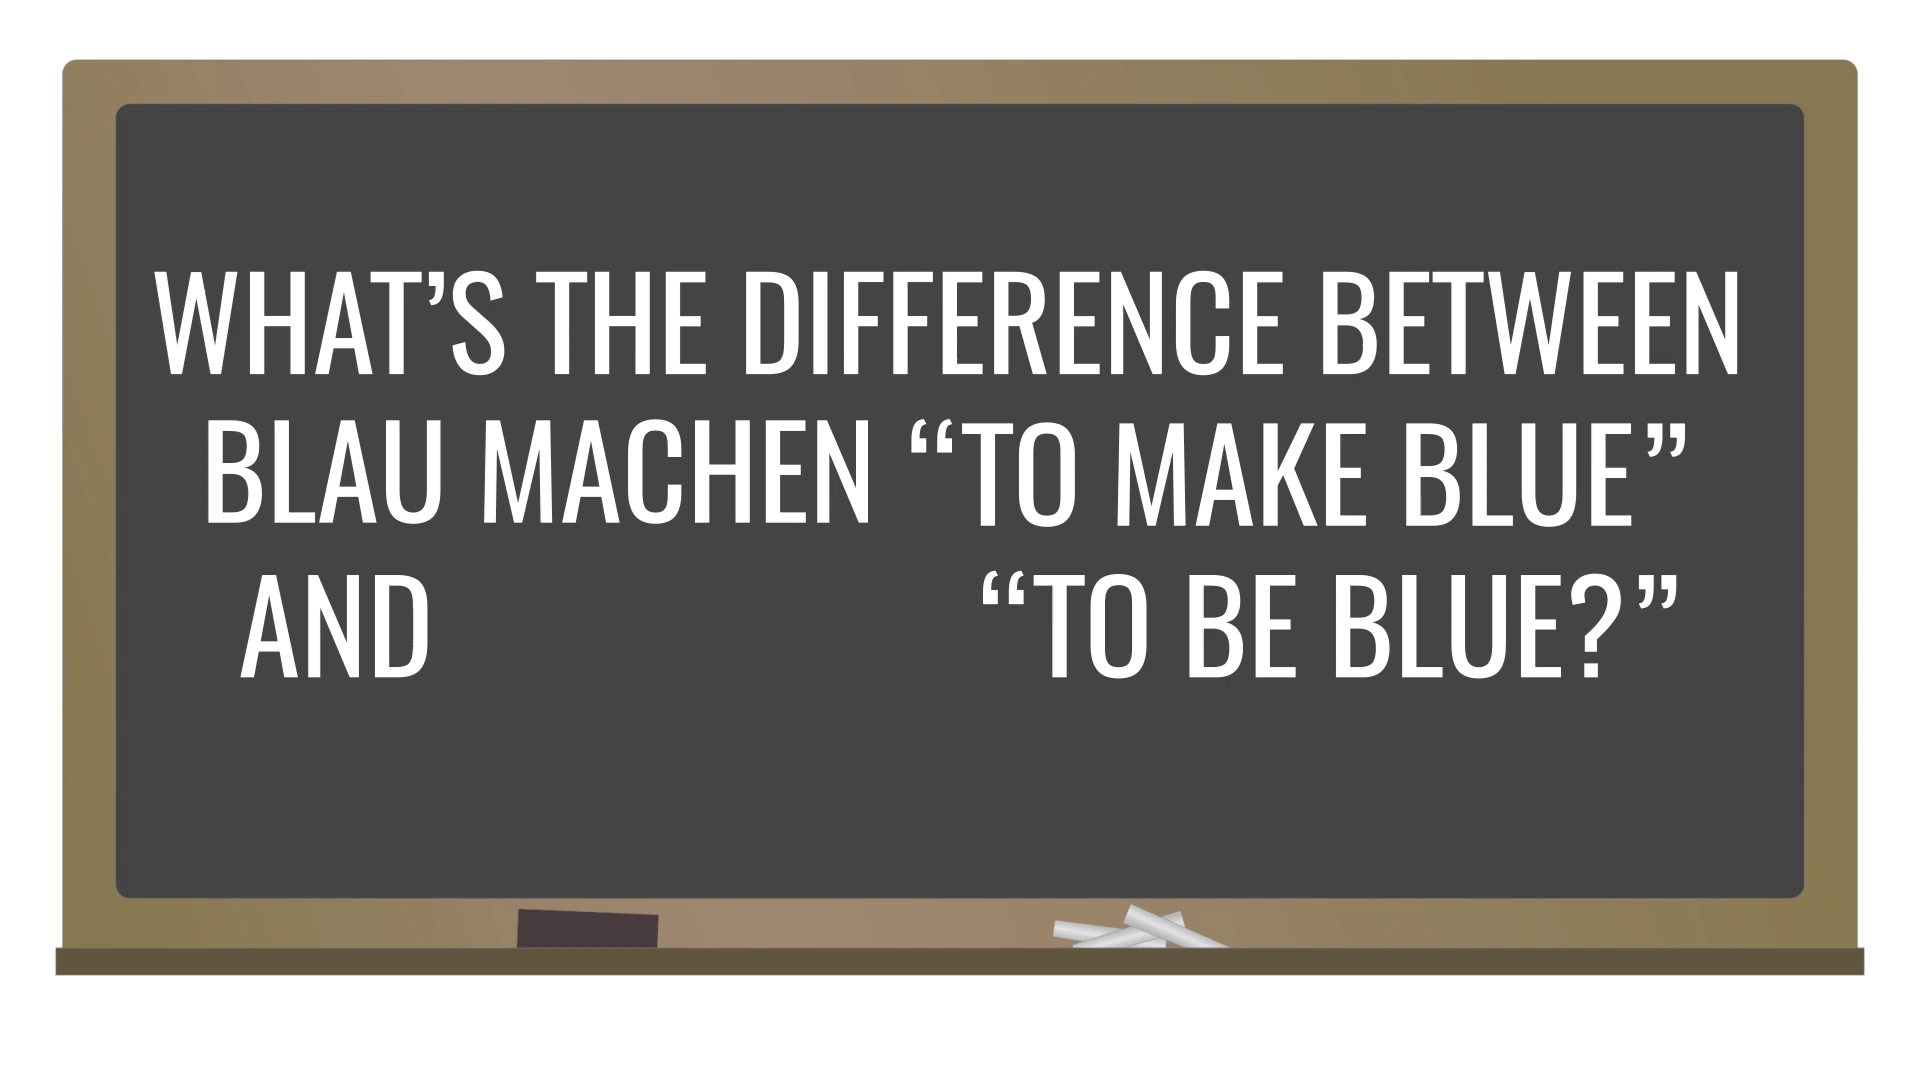 WHAT’S THE DIFFERENCE BETWEEN
BLAU MACHEN “TO MAKE BLUE”
AND “TO BE BLUE?”